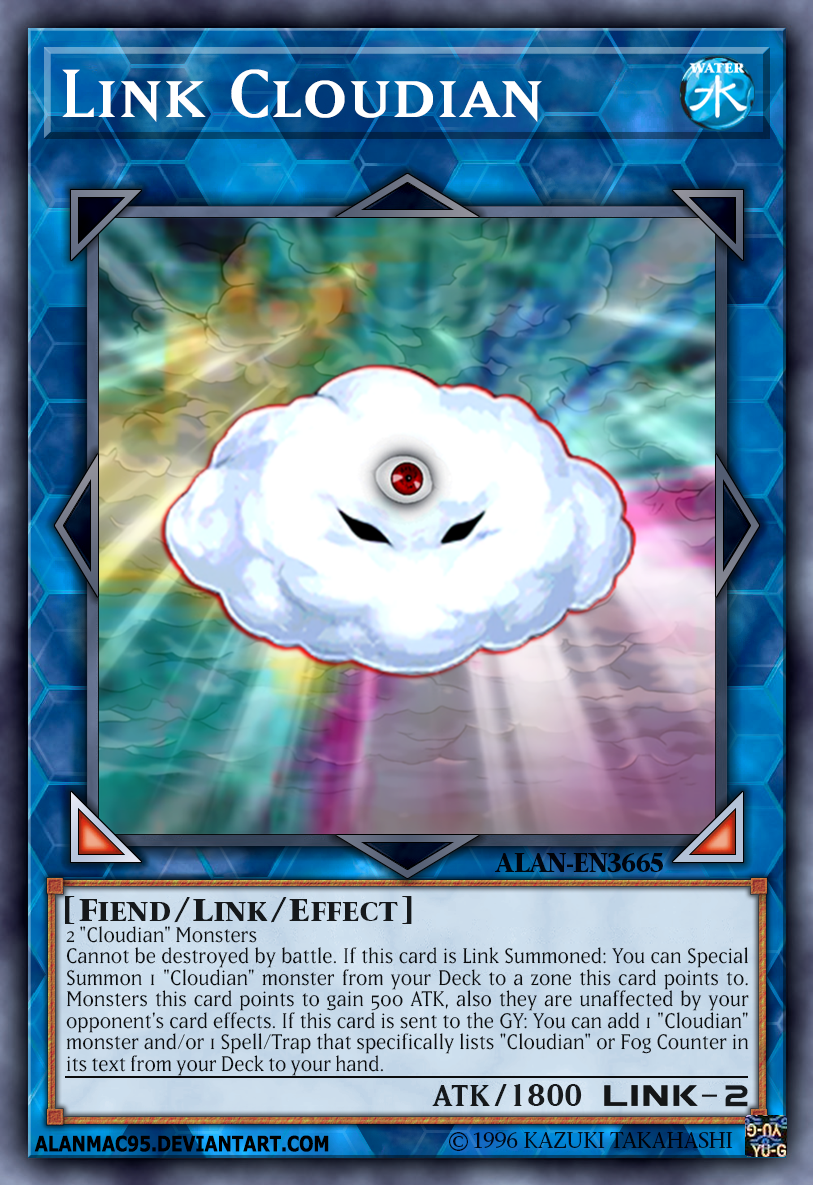 Link Cloudian
WATER
水
ALAN-EN3665
[Fiend/Link/Effect]
2 "Cloudian" Monsters
Cannot be destroyed by battle. If this card is Link Summoned: You can Special
Summon 1 "Cloudian" monster from your Deck to a zone this card points to.
Monsters this card points to gain 500 ATK, also they are unaffected by your
opponent's card effects. If this card is sent to the GY: You can add 1 "Cloudian"
monster and/or 1 Spell/Trap that specifically lists "Cloudian" or Fog Counter in
its text from your Deck to your hand.
ATK/1800 LINK-2
ALANMAC95.DEVIANTART.COM
© 1996 KAZUKI TAKAHASHI
YU-G
YU-G